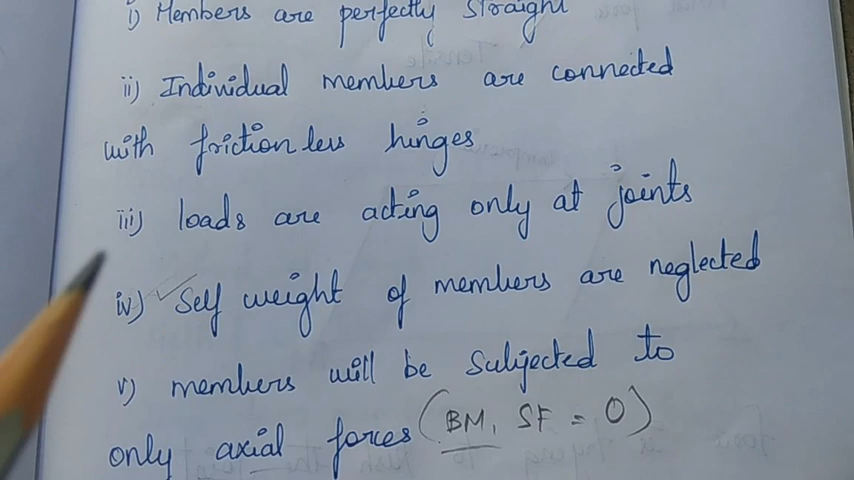 i) Members are perfectly straight
ii) Individual members are connected
with frictionless hinges
iii) loads are acting only at joints
iv) ✓ Self weight of members are neglected
v) members will be subjected to
only axial forces (BM, SF = 0)